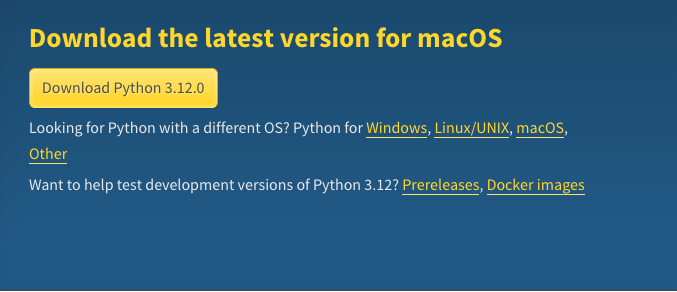 Download the latest version for macOS
Download Python 3.12.0
Looking for Python with a different OS? Python for Windows, Linux/UNIX, macOS,
Other
Want to help test development versions of Python 3.12? Prereleases, Docker images